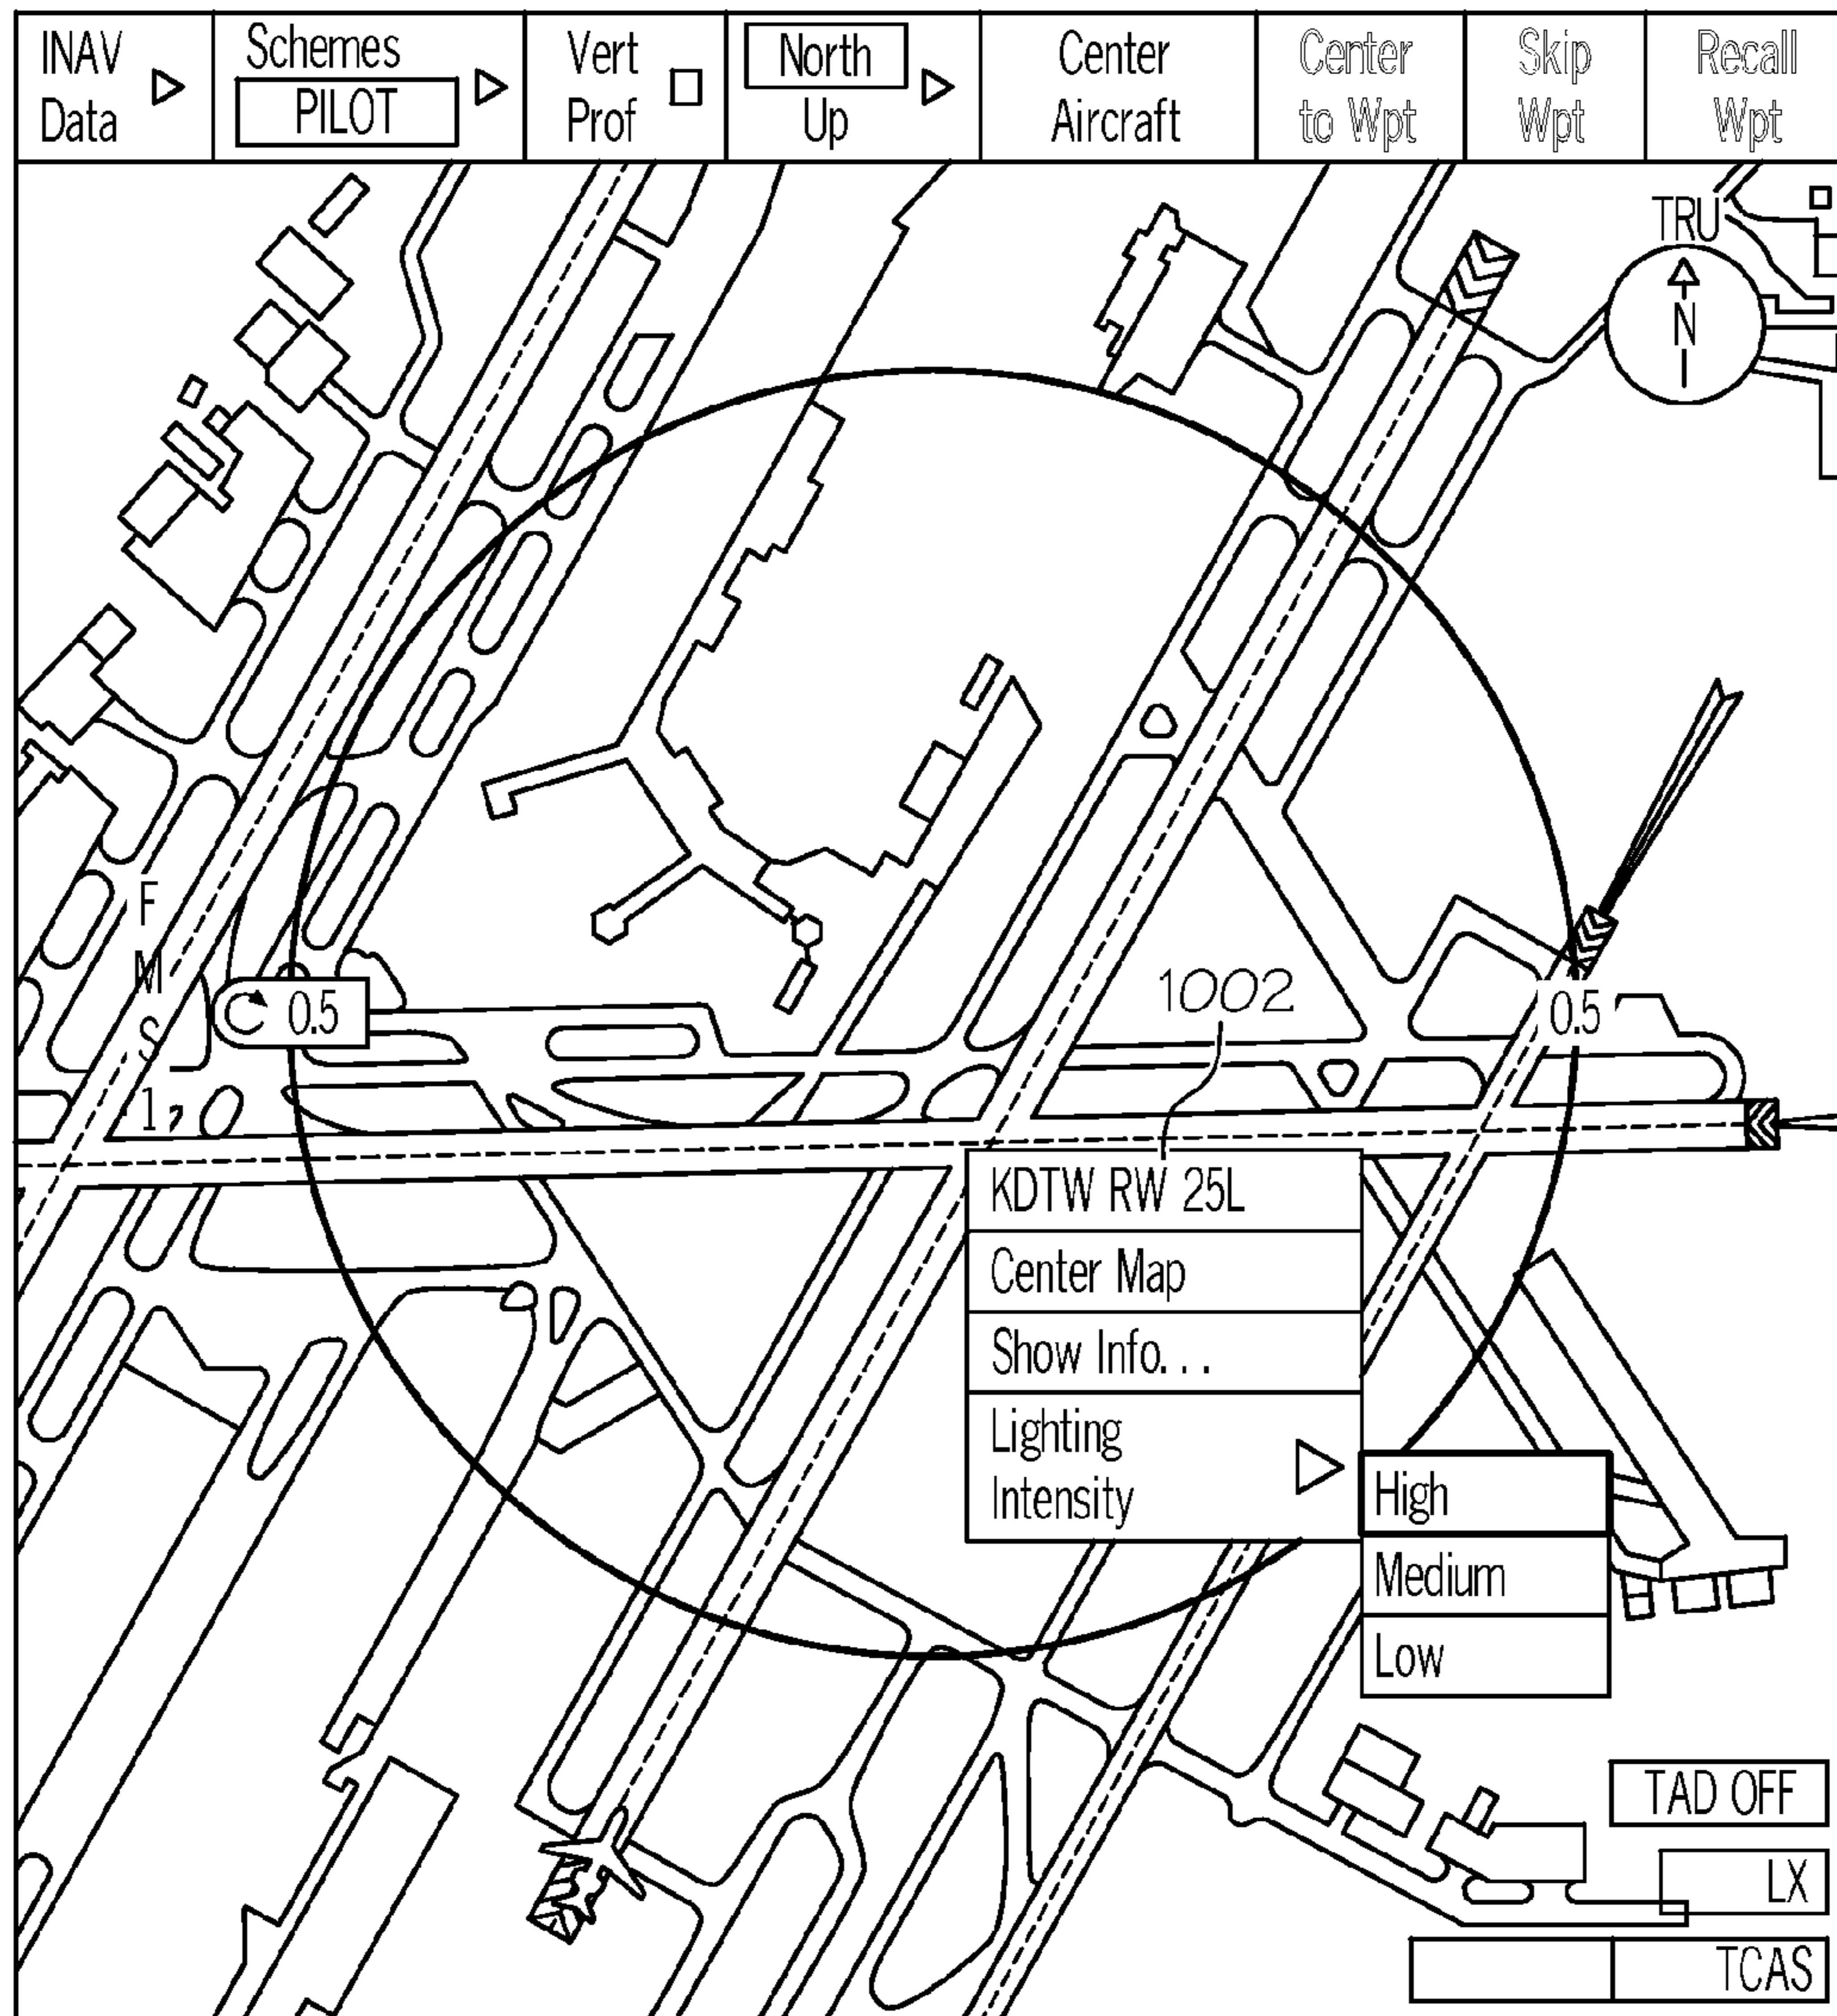 INAV
Data
Schemes
PILOT
Vert
Prof
North
Up
Center
Aircraft
Center
to Wpt
Skip
Wpt
Recall
Wpt
TRU
N
F
M
S
1
0.5
1002
0.5
KDTW RW 25L
Center Map
Show Info...
Lighting
Intensity
High
Medium
Low
TAD OFF
LX
TCAS